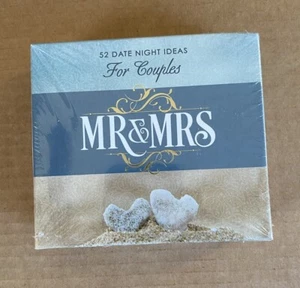 52 DATE NIGHT IDEAS
For Couples
MR&MRS